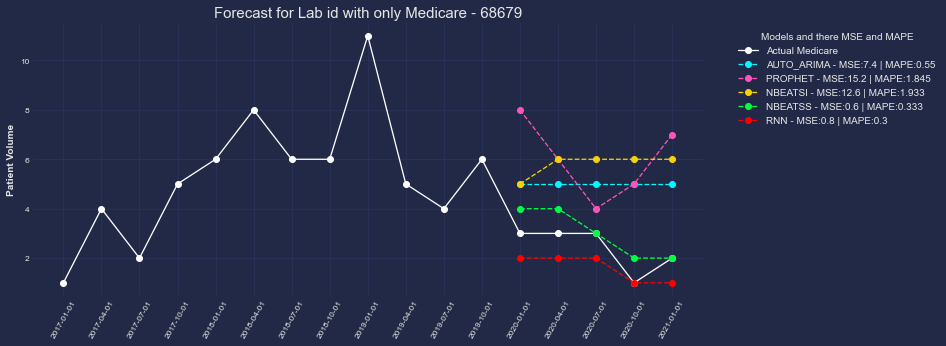 Forecast for Lab id with only Medicare - 68679
Models and there MSE and MAPE
Actual Medicare
AUTO_ARIMA - MSE:7.4 | MAPE:0.55
PROPHET - MSE:15.2 | MAPE:1.845
NBEATSI - MSE:12.6 | MAPE:1.933
NBEATSS - MSE:0.6 | MAPE:0.333
RNN - MSE:0.8 | MAPE:0.3
Patient Volume
10
8
6
4
2
2017-01-01
2017-04-01
2017-07-01
2017-10-01
2018-01-01
2018-04-01
2018-07-01
2018-10-01
2019-01-01
2019-04-01
2019-07-01
2019-10-01
2020-01-01
2020-04-01
2020-07-01
2020-10-01
2021-01-01